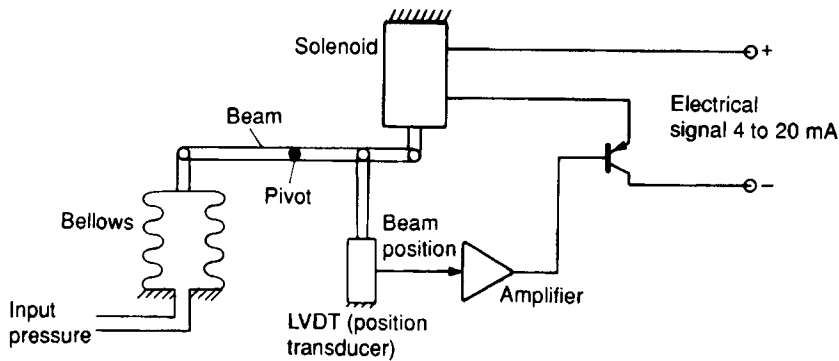 Solenoid
+
Beam
Electrical
signal 4 to 20 mA
Pivot
−
Bellows
Beam
position
Amplifier
Input
pressure
LVDT (position
transducer)